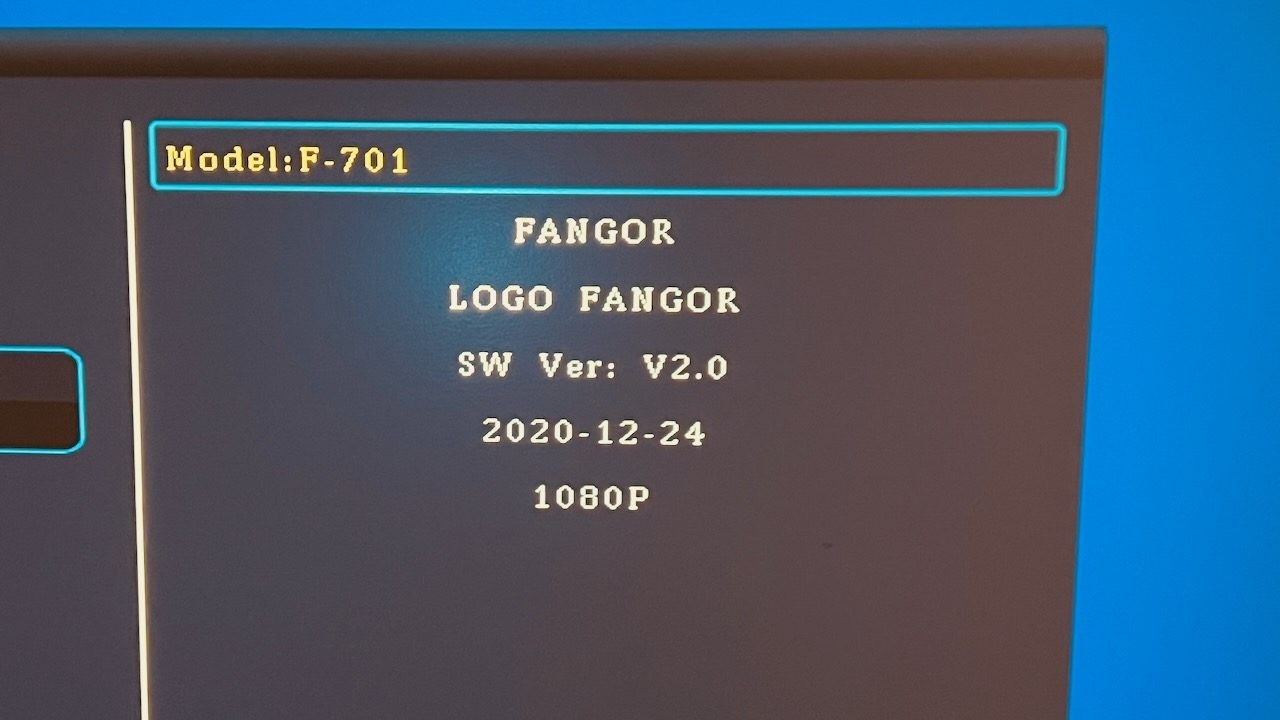 Model:F-701
FANGOR
LOGO FANGOR
SW Ver: V2.0
2020-12-24
1080P